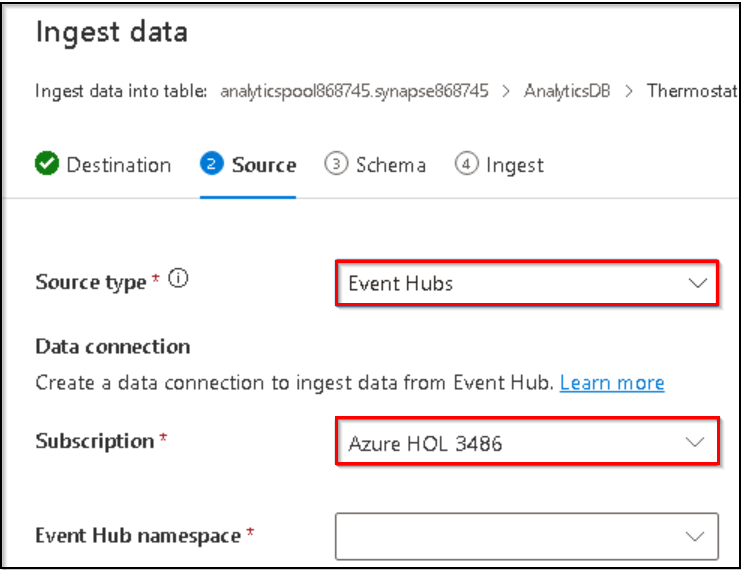 Ingest data
Ingest data into table: analyticspool868745.synapse868745 > AnalyticsDB > Thermostat
Destination 2 Source 3 Schema 4 Ingest
Source type * Event Hubs
Data connection
Create a data connection to ingest data from Event Hub. Learn more
Subscription * Azure HOL 3486
Event Hub namespace *